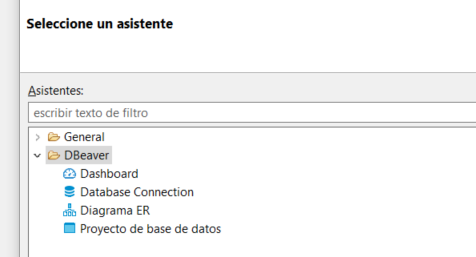 Seleccione un asistente
Asistentes:
escribir texto de filtro
General
DBeaver
Dashboard
Database Connection
Diagrama ER
Proyecto de base de datos